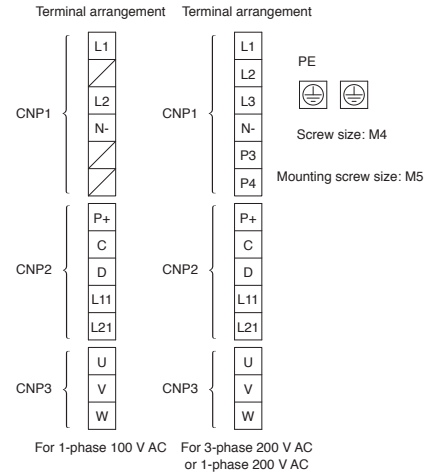 Terminal arrangement
Terminal arrangement
CNP1
L1
L2
N-
CNP2
P+
C
D
L11
L21
CNP3
U
V
W
For 1-phase 100 V AC
CNP1
L1
L2
L3
N-
P3
P4
CNP2
P+
C
D
L11
L21
CNP3
U
V
W
For 3-phase 200 V AC
or 1-phase 200 V AC
PE
Screw size: M4
Mounting screw size: M5